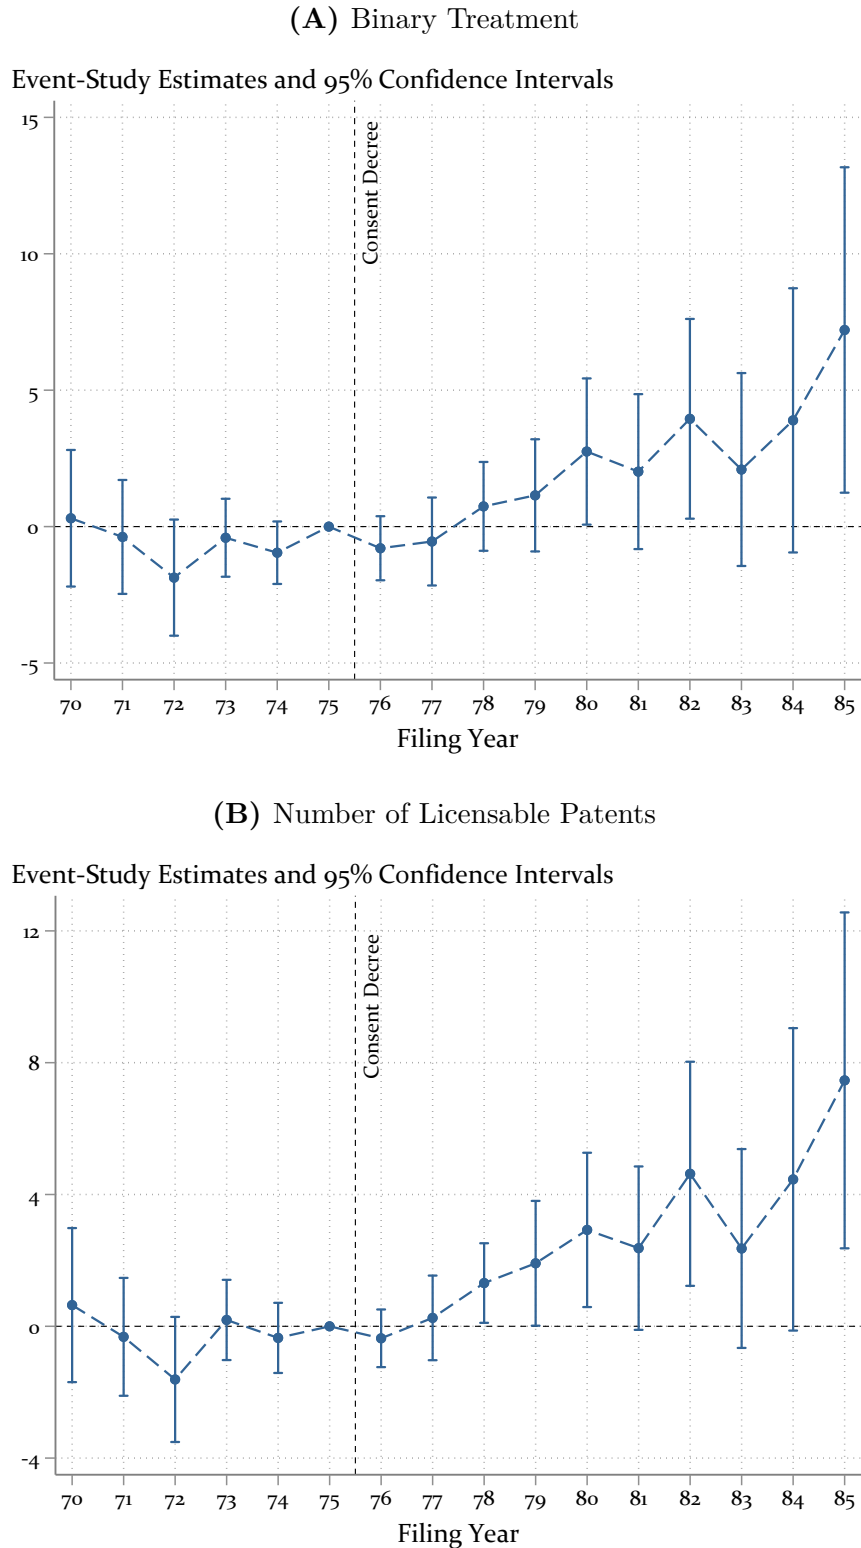 (A) Binary Treatment
Event-Study Estimates and 95% Confidence Intervals
15
10
5
0
-5
Consent Decree
70 71 72 73 74 75 76 77 78 79 80 81 82 83 84 85
Filing Year
(B) Number of Licensable Patents
Event-Study Estimates and 95% Confidence Intervals
12
8
4
0
-4
Consent Decree
70 71 72 73 74 75 76 77 78 79 80 81 82 83 84 85
Filing Year